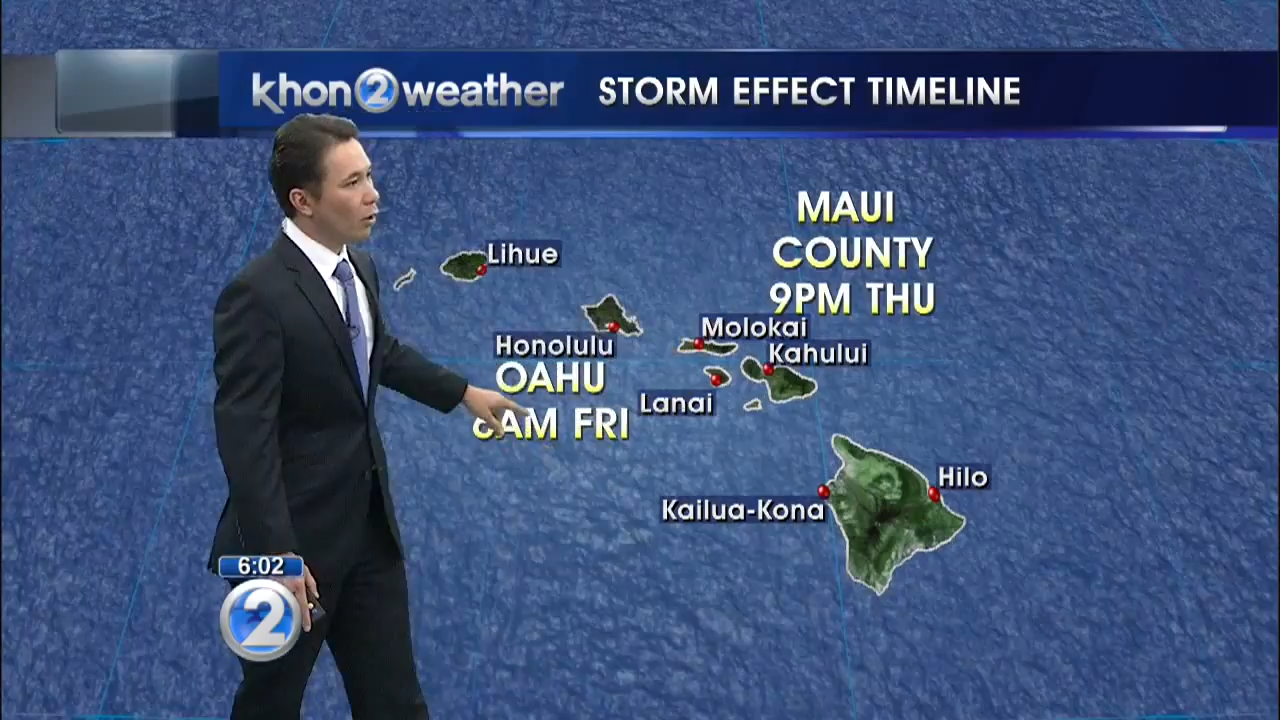 khon2weather STORM EFFECT TIMELINE
MAUI
COUNTY
9PM THU
Lihue
Molokai
Honolulu
Kahului
OAHU
Lanai
AM FRI
Hilo
Kailua-Kona
6:02
2